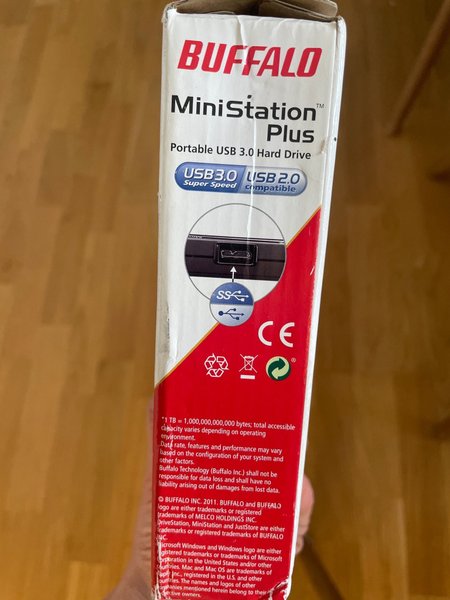 BUFFALO
MiniStation™
Plus
Portable USB 3.0 Hard Drive
USB3.0 USB 2.0
Super Speed compatible
SS
CE
®
*1 TB = 1,000,000,000,000 bytes; total accessible
capacity varies depending on operating
environment.
Data rate, features and performance may vary
based on the configuration of your system and
other factors.
Buffalo Technology (Buffalo Inc.) shall not be
responsible for data loss and shall have no
liability arising out of damages from lost data.
© BUFFALO INC. 2011. BUFFALO and BUFFALO
logo are either trademarks or registered
trademarks of MELCO HOLDINGS INC.
DriveStation, MiniStation and JustStore are either
trademarks or registered trademarks of BUFFALO
INC.
Microsoft Windows and Windows logo are either
registered trademarks or trademarks of Microsoft
Corporation in the United States and/or other
countries. Mac and Mac OS are trademarks of
Inc., registered in the U.S. and other
countries. The names and logos of other
companies mentioned herein belong to their
respective owners.